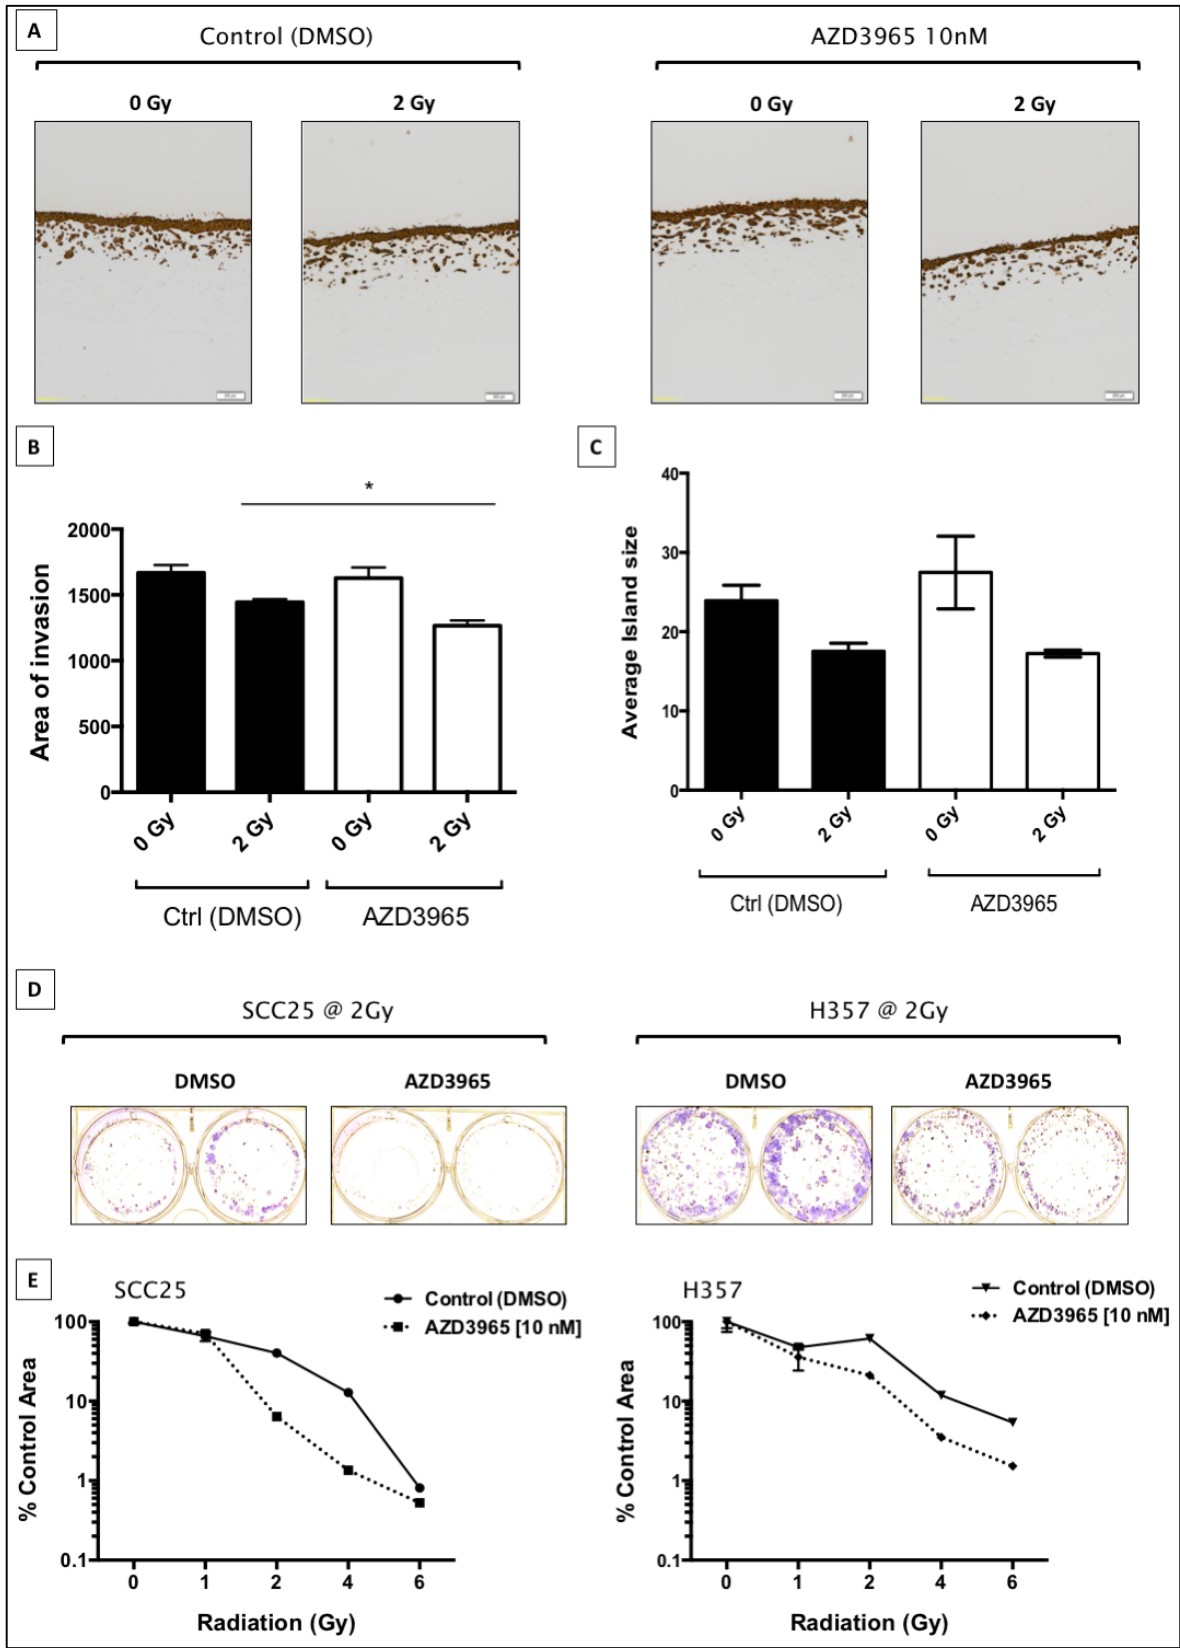 A
Control (DMSO)
AZD3965 10nM
0 Gy
2 Gy
0 Gy
2 Gy
B
*
Area of invasion
2000
1500
1000
500
0
0 Gy
2 Gy
0 Gy
2 Gy
Ctrl (DMSO)
AZD3965
C
Average Island size
40
30
20
10
0
0 Gy
2 Gy
0 Gy
2 Gy
Ctrl (DMSO)
AZD3965
D
SCC25 @ 2Gy
H357 @ 2Gy
DMSO
AZD3965
DMSO
AZD3965
E
SCC25
Control (DMSO)
AZD3965 [10 nM]
% Control Area
100
10
1
0.1
0
1
2
4
6
Radiation (Gy)
H357
Control (DMSO)
AZD3965 [10 nM]
% Control Area
100
10
1
0.1
0
1
2
4
6
Radiation (Gy)